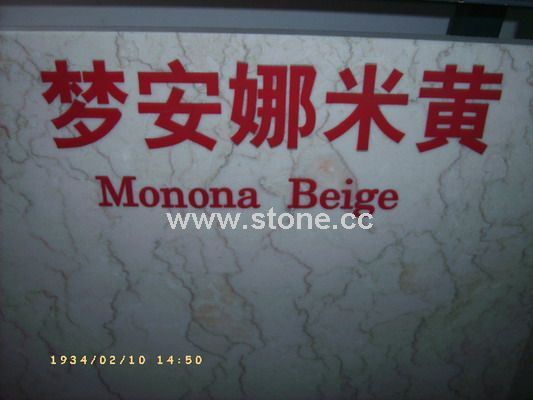 梦安娜米黄
Monona Beige
www.stone.cc
1934/02/10 14:50